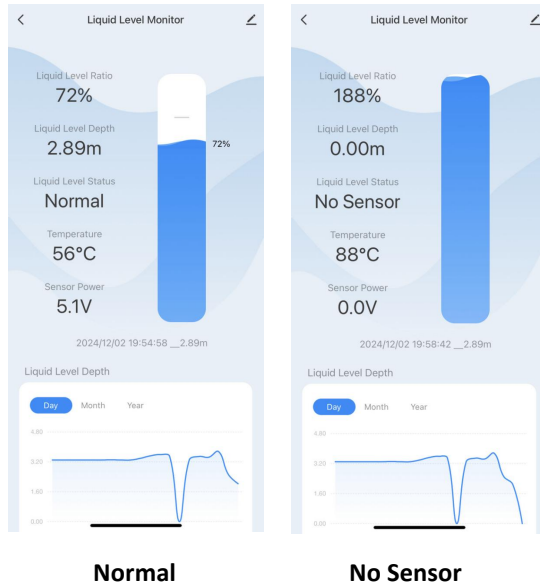 Liquid Level Monitor
Liquid Level Ratio
72%
Liquid Level Depth
2.89m
72%
Liquid Level Status
Normal
Temperature
56°C
Sensor Power
5.1V
2024/12/02 19:54:58 __2.89m
Liquid Level Depth
Day Month Year
4.80
3.20
1.60
0.00
Normal
Liquid Level Monitor
Liquid Level Ratio
188%
Liquid Level Depth
0.00m
Liquid Level Status
No Sensor
Temperature
88°C
Sensor Power
0.0V
2024/12/02 19:58:42 __2.89m
Liquid Level Depth
Day Month Year
4.80
3.20
1.60
0.00
No Sensor